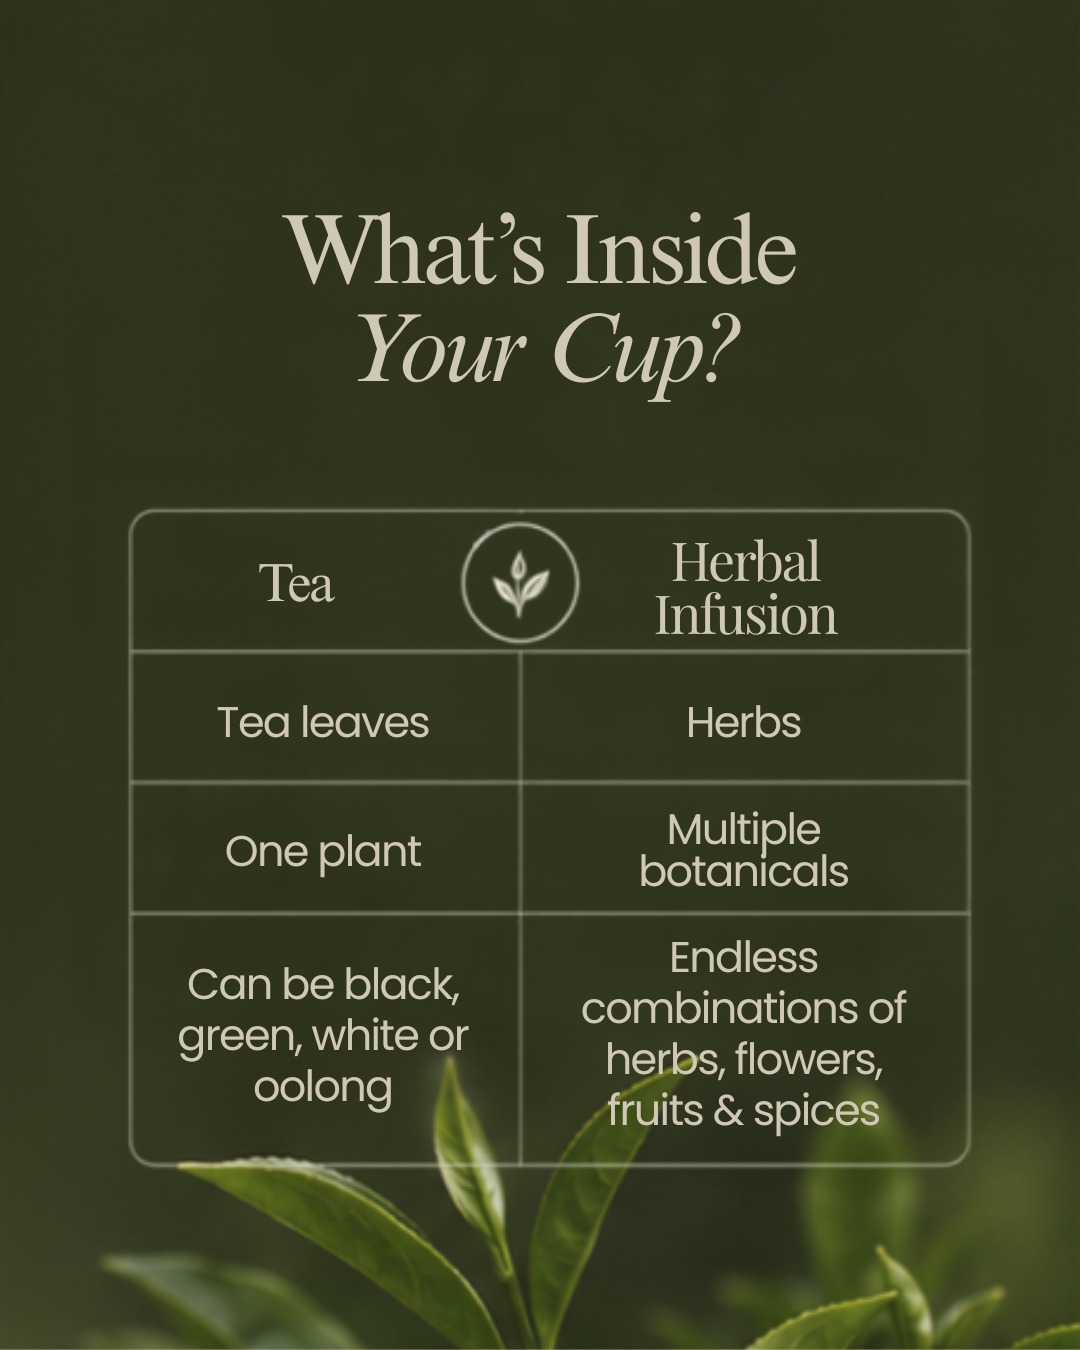 What’s Inside
Your Cup?
Tea
Herbal
Infusion
Tea leaves
Herbs
One plant
Multiple
botanicals
Can be black,
green, white or
oolong
Endless
combinations of
herbs, flowers,
fruits & spices